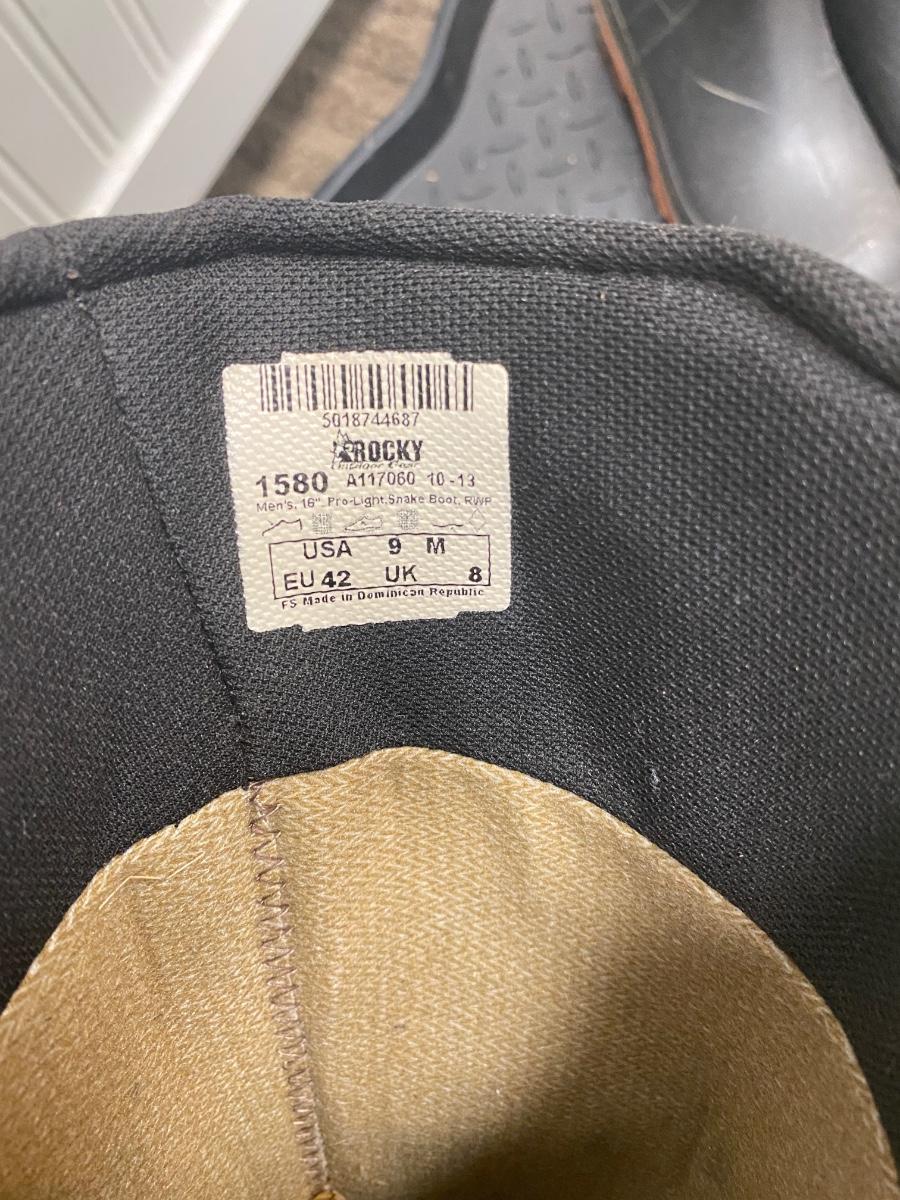 5018744687
ROCKY
Outdoor Gear
1580 A117060 10-13
Men's, 16" Pro-Light,Snake Boot, RWP
USA 9 M
EU 42 UK 8
FS Made in Dominican Republic